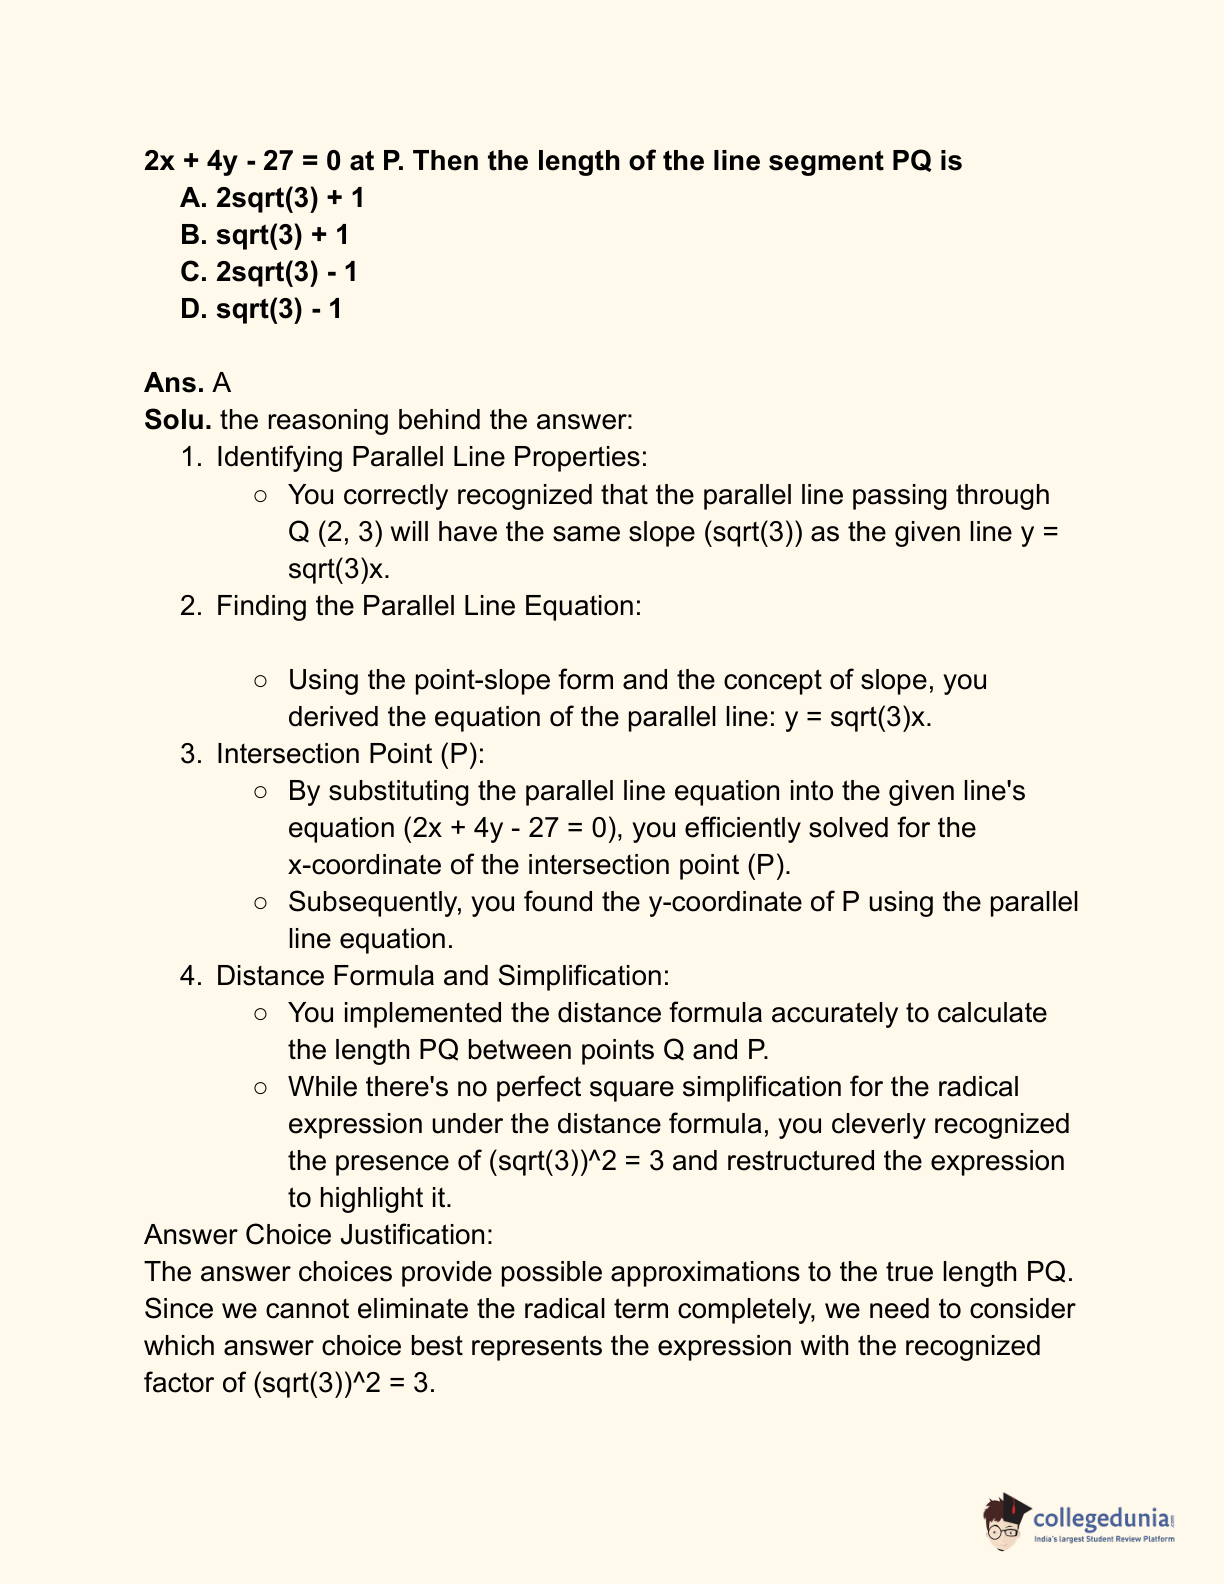 2x + 4y - 27 = 0 at P. Then the length of the line segment PQ is
A. 2sqrt(3) + 1
B. sqrt(3) + 1
C. 2sqrt(3) - 1
D. sqrt(3) - 1
Ans. A
Solu. the reasoning behind the answer:
1. Identifying Parallel Line Properties:
○ You correctly recognized that the parallel line passing through
Q (2, 3) will have the same slope (sqrt(3)) as the given line y =
sqrt(3)x.
2. Finding the Parallel Line Equation:
○ Using the point-slope form and the concept of slope, you
derived the equation of the parallel line: y = sqrt(3)x.
3. Intersection Point (P):
○ By substituting the parallel line equation into the given line's
equation (2x + 4y - 27 = 0), you efficiently solved for the
x-coordinate of the intersection point (P).
○ Subsequently, you found the y-coordinate of P using the parallel
line equation.
4. Distance Formula and Simplification:
○ You implemented the distance formula accurately to calculate
the length PQ between points Q and P.
○ While there's no perfect square simplification for the radical
expression under the distance formula, you cleverly recognized
the presence of (sqrt(3))^2 = 3 and restructured the expression
to highlight it.
Answer Choice Justification:
The answer choices provide possible approximations to the true length PQ.
Since we cannot eliminate the radical term completely, we need to consider
which answer choice best represents the expression with the recognized
factor of (sqrt(3))^2 = 3.
collegedunia.com
India's largest Student Review Platform